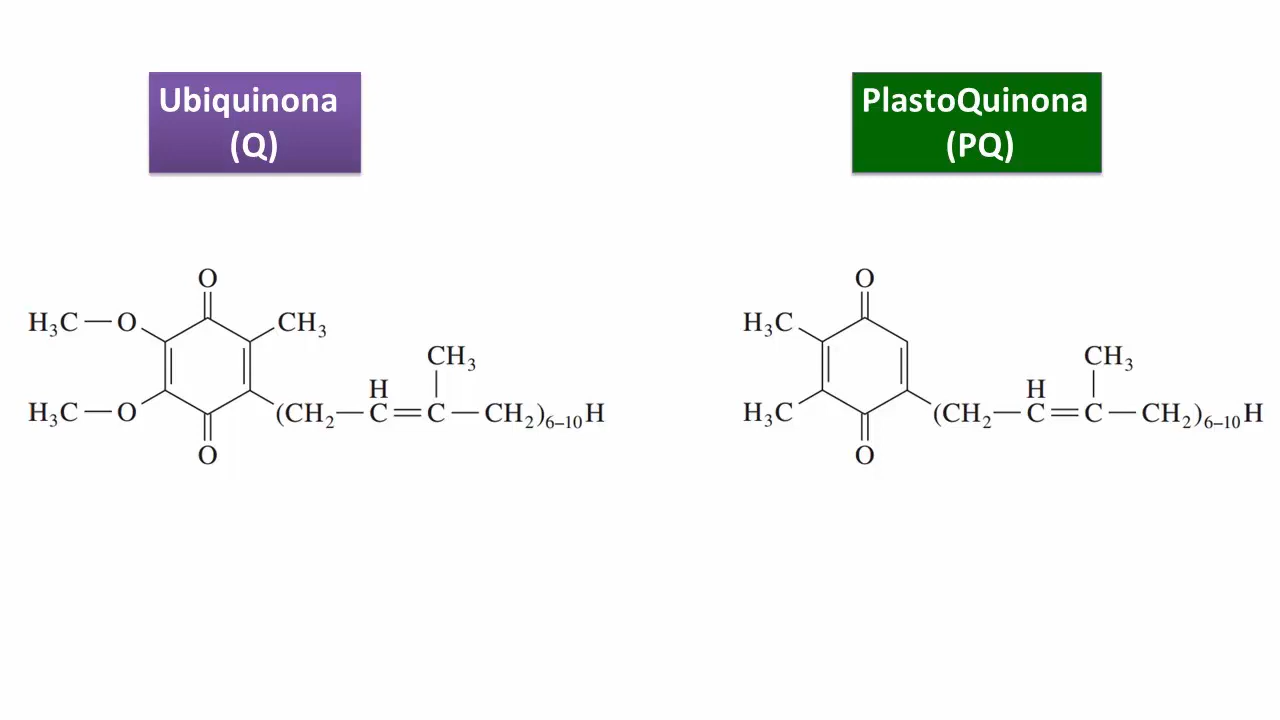 Ubiquinona
(Q)
PlastoQuinona
(PQ)
O
H₃C—O
CH₃
CH₃
H
H₃C—O
(CH₂—C=C—CH₂)₆₋₁₀H
O
O
H₃C
CH₃
H
H₃C
(CH₂—C=C—CH₂)₆₋₁₀H
O